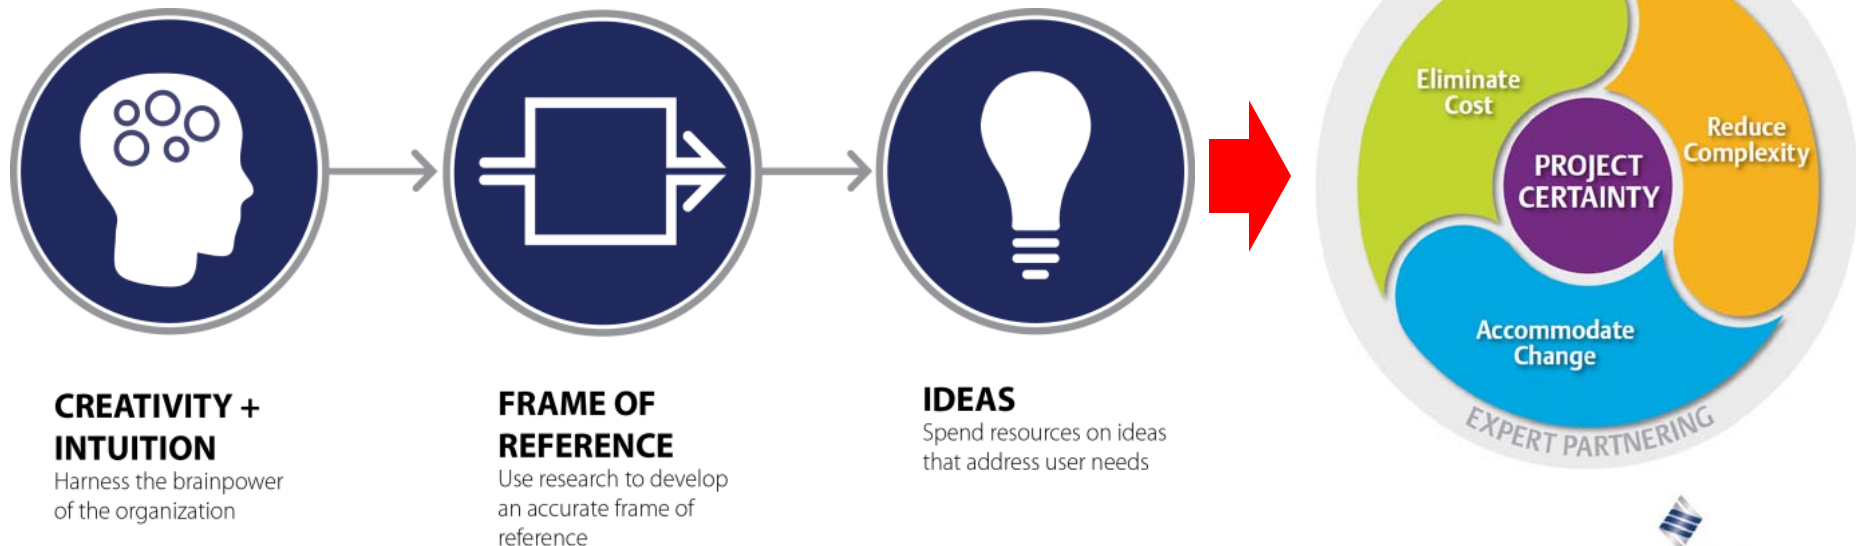 CREATIVITY +
INTUITION
Harness the brainpower
of the organization
FRAME OF
REFERENCE
Use research to develop
an accurate frame of
reference
IDEAS
Spend resources on ideas
that address user needs
Eliminate
Cost
Reduce
Complexity
PROJECT
CERTAINTY
Accommodate
Change
EXPERT PARTNERING